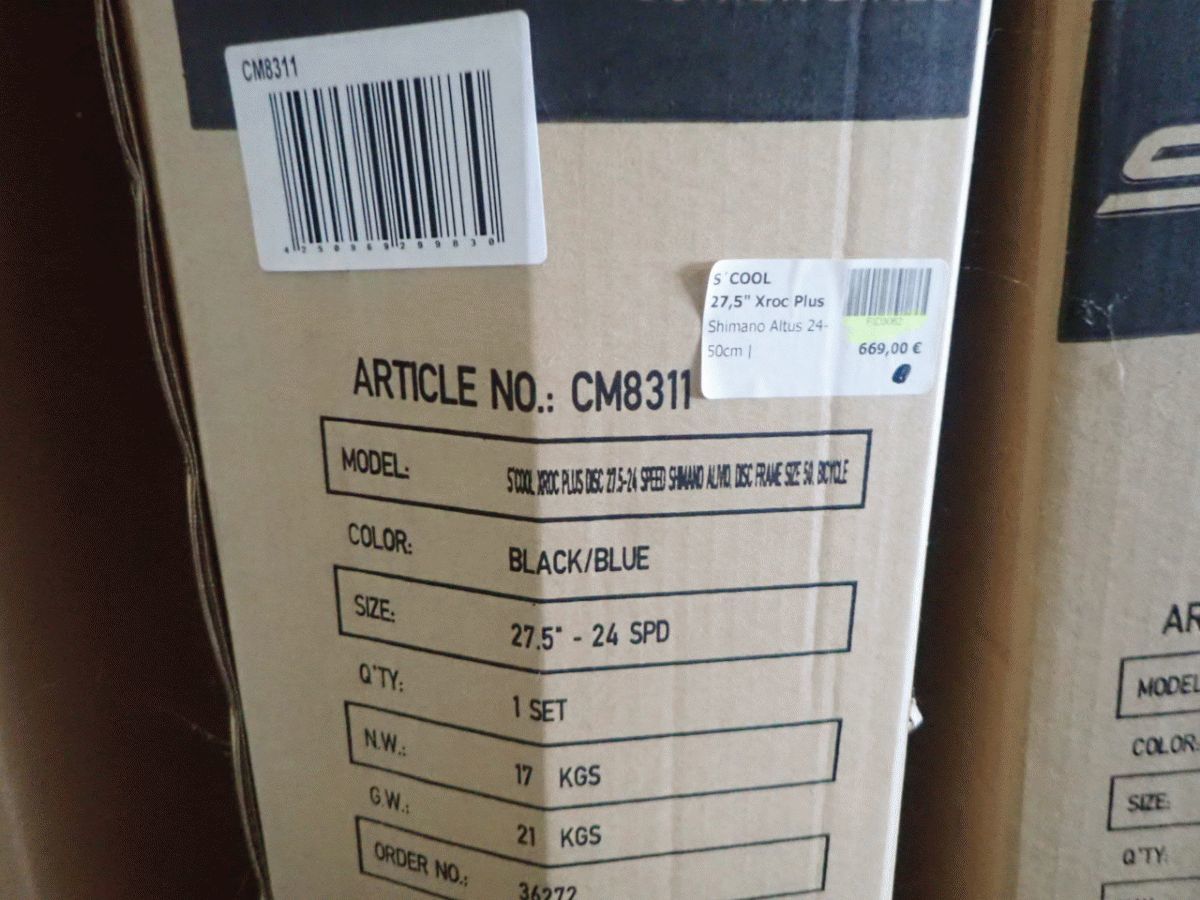 CM8311
4250969299830
S´COOL
27,5" Xroc Plus
Shimano Altus 24-
50cm |
669,00 €
ARTICLE NO.: CM8311
MODEL: S'COOL XROC PLUS DISC 27.5-24 SPEED SHIMANO ALIVIO, DISC FRAME SIZE 50, BICYCLE
COLOR: BLACK/BLUE
SIZE: 27.5" - 24 SPD
Q'TY: 1 SET
N.W.: 17 KGS
G.W.: 21 KGS
ORDER NO.: 36272
MODEL
COLOR:
SIZE:
Q'TY: